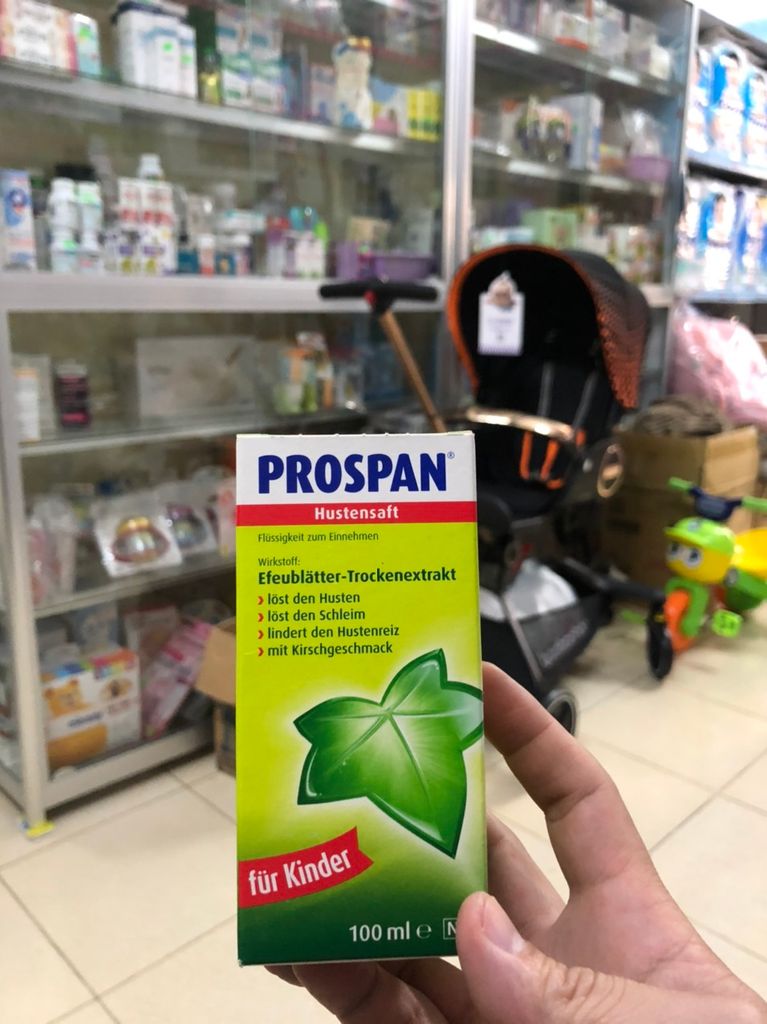 PROSPAN®
Hustensaft
Flüssigkeit zum Einnehmen
Wirkstoff:
Efeublätter-Trockenextrakt
› löst den Husten
› löst den Schleim
› lindert den Hustenreiz
› mit Kirschgeschmack
für Kinder
100 ml ℮ N